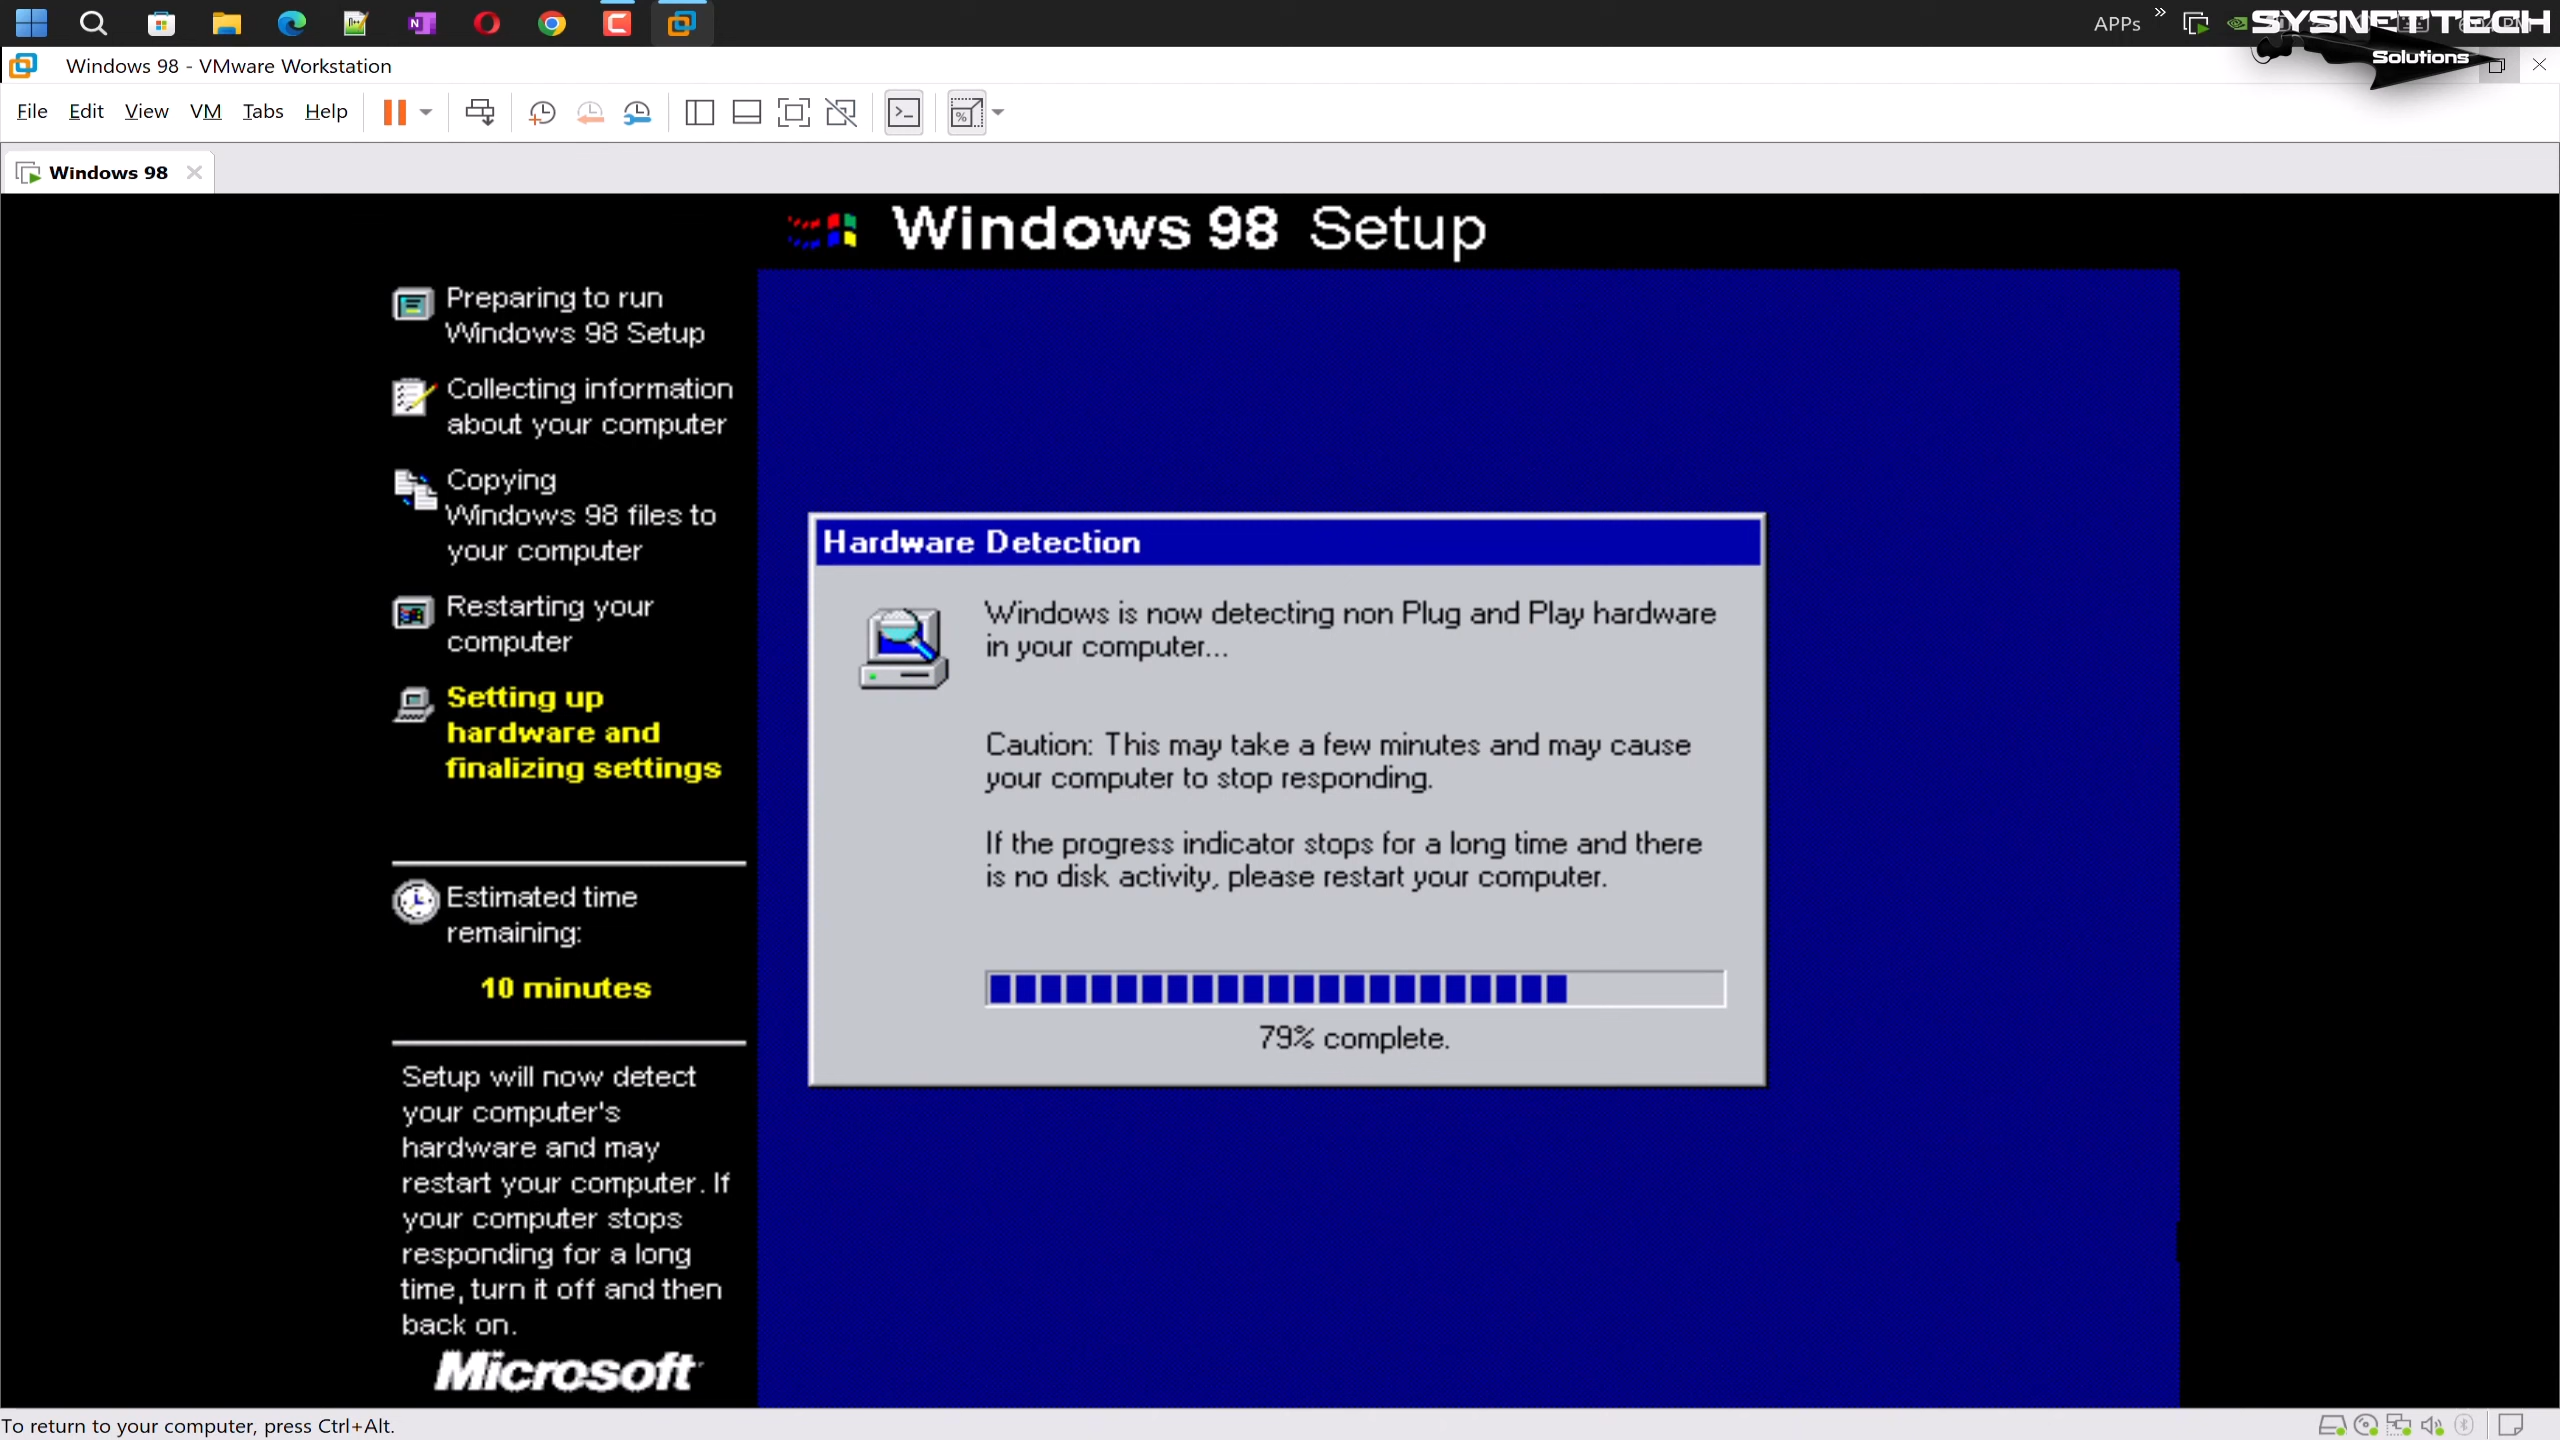 APPs
SYSNETTECH
Solutions
Windows 98 - VMware Workstation
File Edit View VM Tabs Help
Windows 98
Windows 98 Setup
Preparing to run
Windows 98 Setup
Collecting information
about your computer
Copying
Windows 98 files to
your computer
Restarting your
computer
Setting up
hardware and
finalizing settings
Estimated time
remaining:
10 minutes
Setup will now detect
your computer's
hardware and may
restart your computer. If
your computer stops
responding for a long
time, turn it off and then
back on.
Microsoft
Hardware Detection
Windows is now detecting non Plug and Play hardware
in your computer...
Caution: This may take a few minutes and may cause
your computer to stop responding.
If the progress indicator stops for a long time and there
is no disk activity, please restart your computer.
79% complete.
To return to your computer, press Ctrl+Alt.